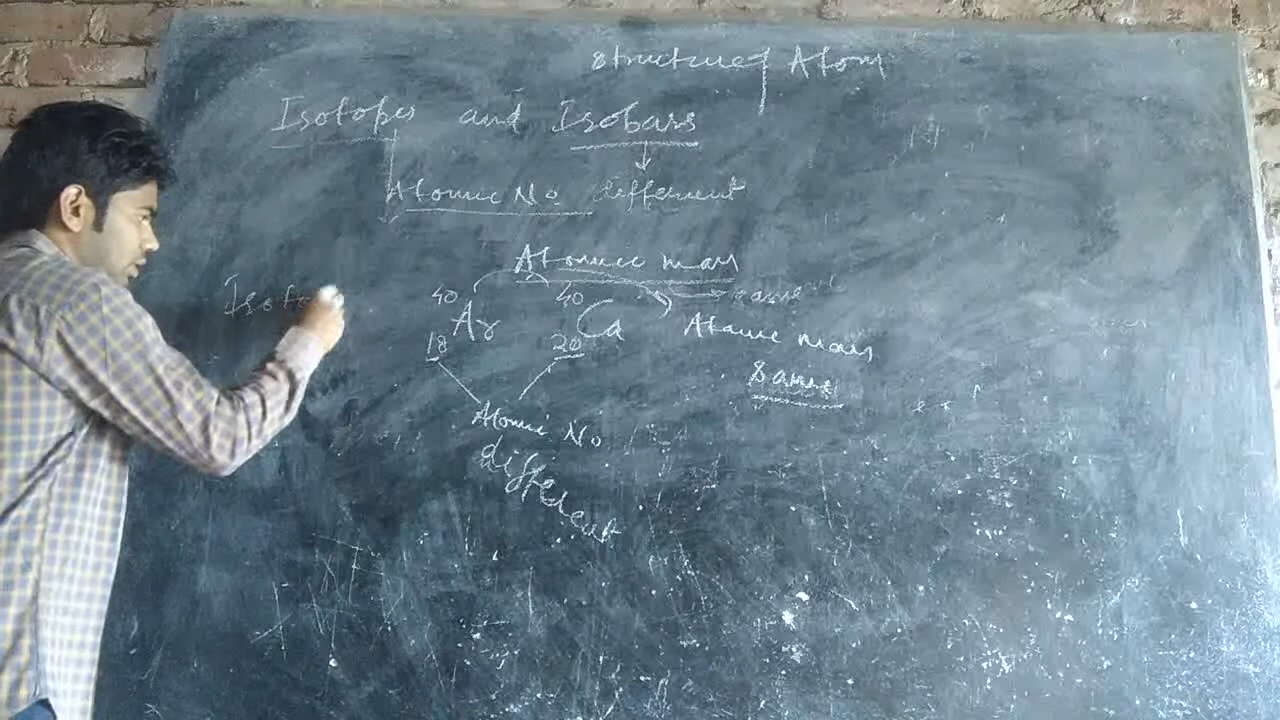 Structure of Atom
Isotopes and Isobars
Atomic No different
Atomic mass
40 Ar 18
40 Ca 20
same
Atomic mass
Same
Atomic No
different
Isoto